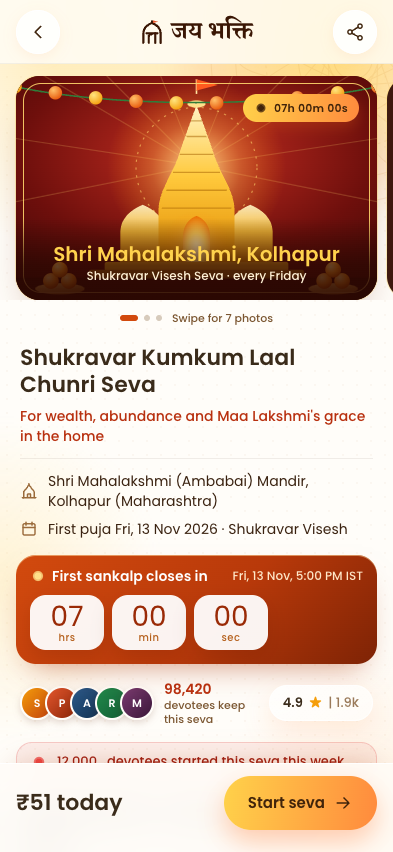 जय भक्ति
07h 00m 00s
Shri Mahalakshmi, Kolhapur
Shukravar Visesh Seva · every Friday
Swipe for 7 photos
Shukravar Kumkum Laal
Chunri Seva
For wealth, abundance and Maa Lakshmi's grace
in the home
Shri Mahalakshmi (Ambabai) Mandir,
Kolhapur (Maharashtra)
First puja Fri, 13 Nov 2026 · Shukravar Visesh
First sankalp closes in
Fri, 13 Nov, 5:00 PM IST
07 00 00
hrs min sec
S P A R M
98,420
devotees keep
this seva
4.9 ★ | 1.9k
12,000 devotees started this seva this week
₹51 today
Start seva →